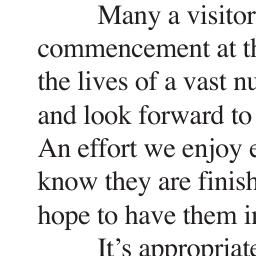 Many a visitor
commencement at th
the lives of a vast nu
and look forward to
An effort we enjoy e
know they are finish
hope to have them in
It’s appropriate